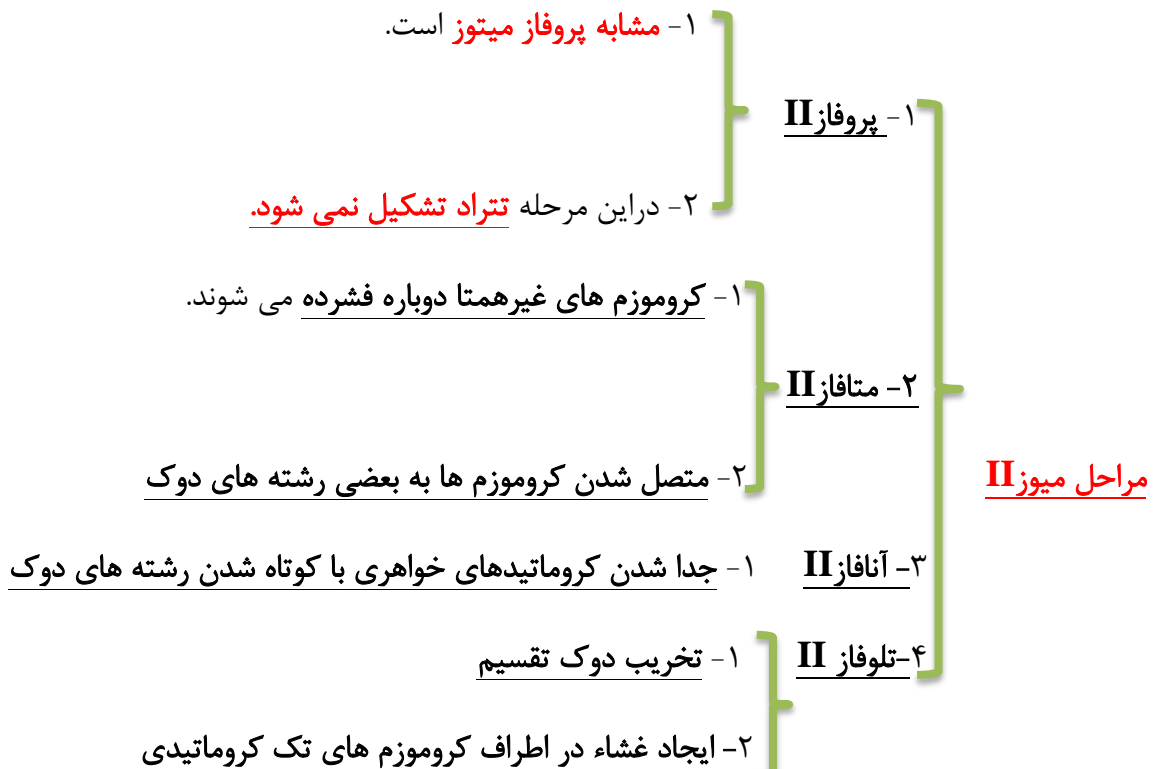 مراحل میوزII
۱- پروفازII
۱- مشابه پروفاز میتوز است.
۲- دراین مرحله تتراد تشکیل نمی شود.
۲- متافازII
۱- کروموزم های غیرهمتا دوباره فشرده می شوند.
۲- متصل شدن کروموزم ها به بعضی رشته های دوک
۳- آنافازII
۱- جدا شدن کروماتیدهای خواهری با کوتاه شدن رشته های دوک
۴-تلوفاز II
۱- تخریب دوک تقسیم
۲- ایجاد غشاء در اطراف کروموزم های تک کروماتیدی